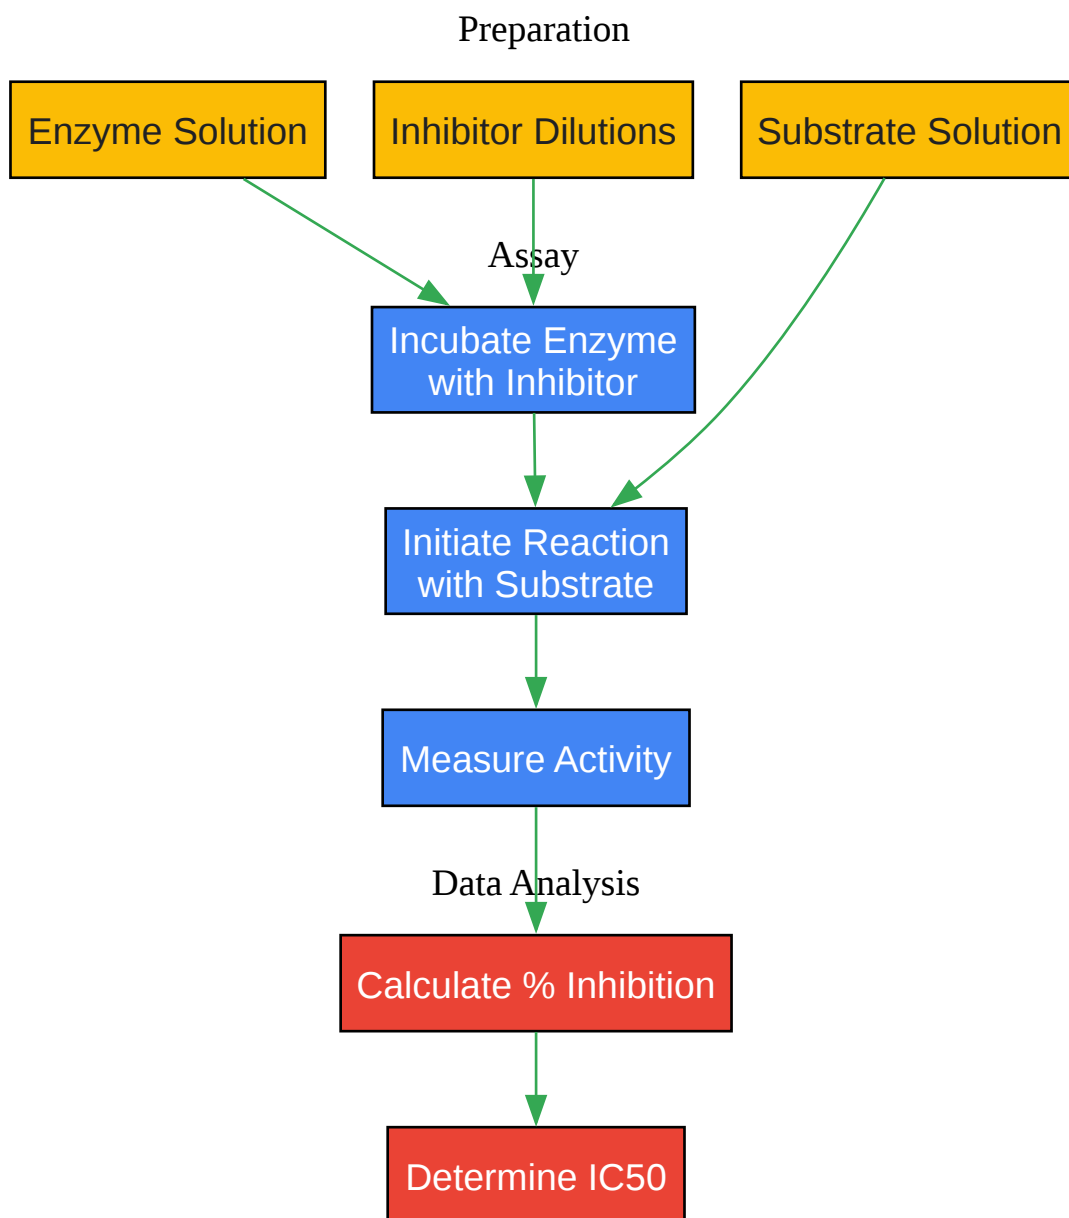 Preparation
Enzyme Solution
Inhibitor Dilutions
Substrate Solution
Assay
Incubate Enzyme
with Inhibitor
Initiate Reaction
with Substrate
Measure Activity
Data Analysis
Calculate % Inhibition
Determine IC50